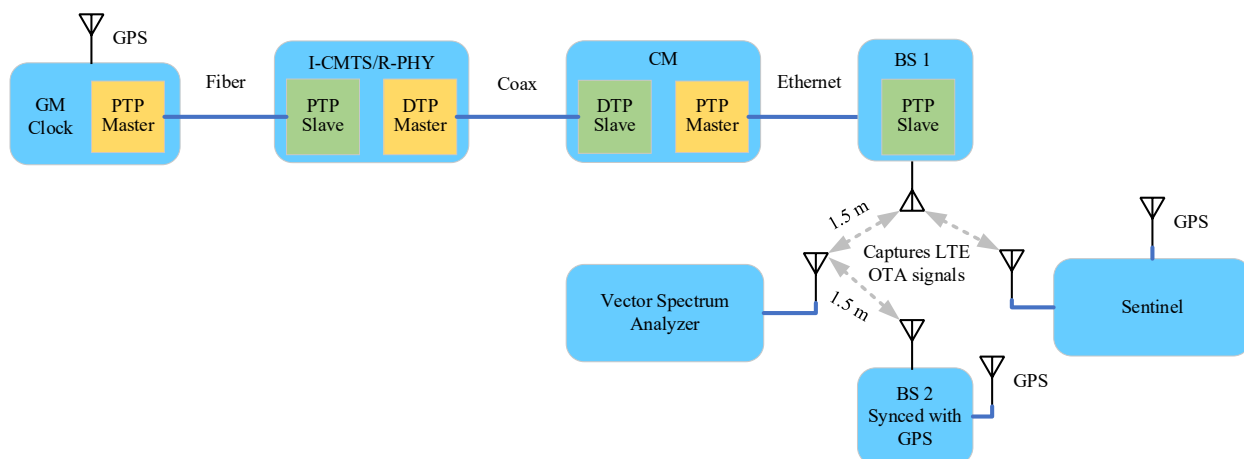 GPS
GM
Clock
PTP
Master
Fiber
I-CMTS/R-PHY
PTP
Slave
DTP
Master
Coax
CM
DTP
Slave
PTP
Master
Ethernet
BS 1
PTP
Slave
1.5 m
Captures LTE
OTA signals
1.5 m
Vector Spectrum
Analyzer
GPS
Sentinel
BS 2
Synced with
GPS
GPS